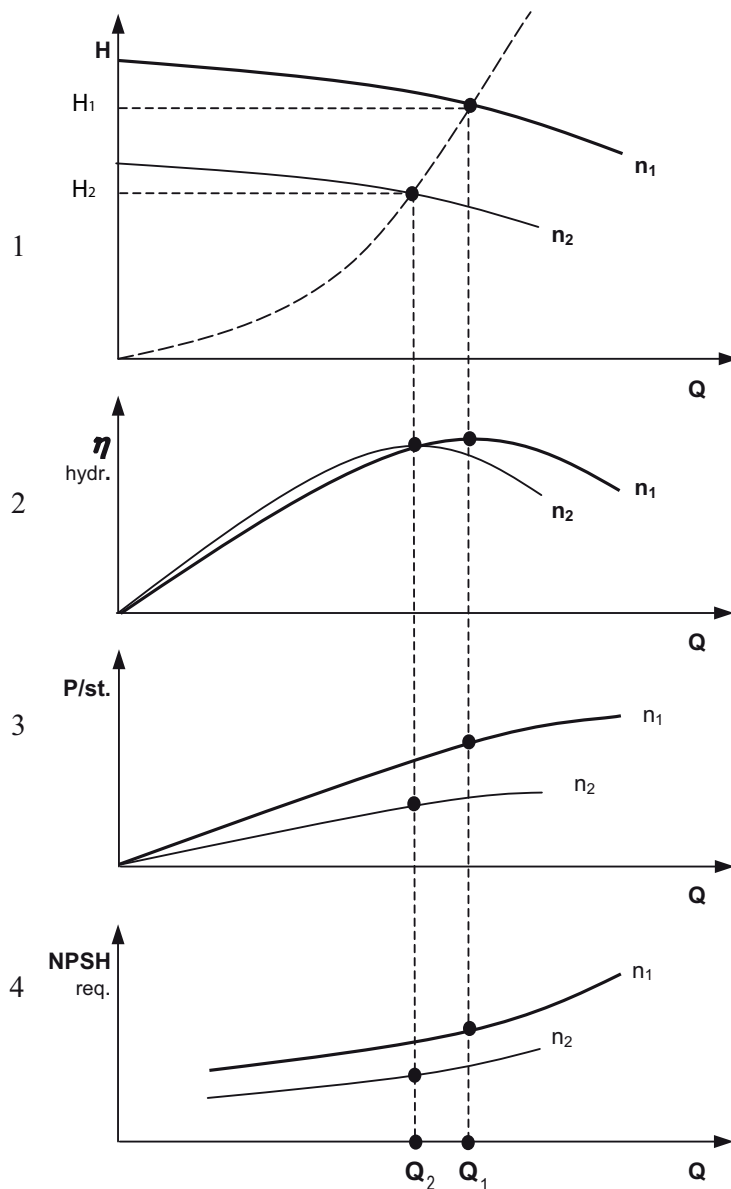 H
H1
n1
H2
n2
1
Q
η
hydr.
n1
2
n2
Q
P/st.
3
n1
n2
Q
NPSH
req.
4
n1
n2
Q2 Q1 Q